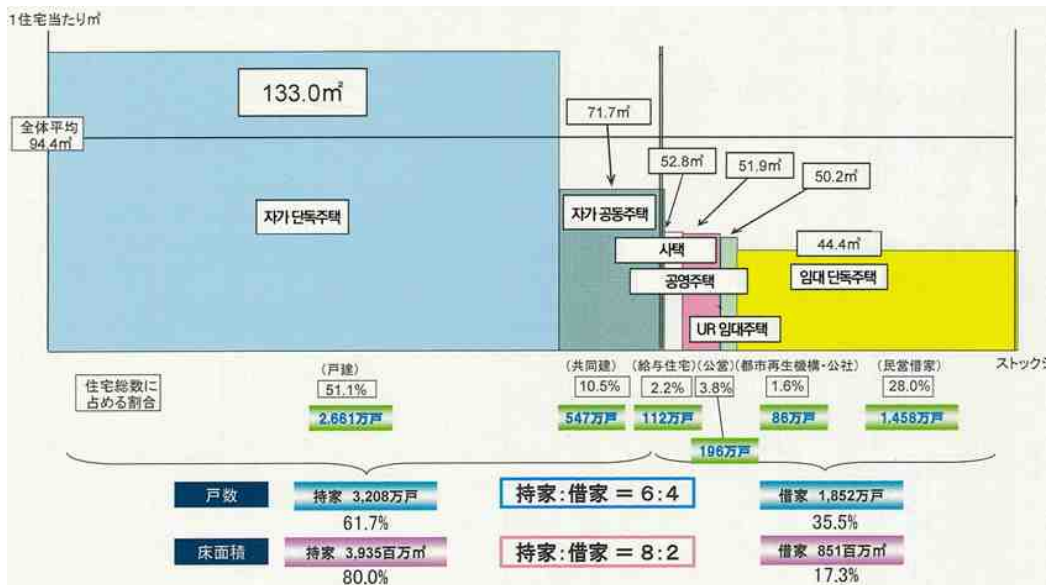 1住宅当たり㎡
133.0㎡
71.7㎡
全体平均
94.4㎡
52.8㎡
51.9㎡
50.2㎡
자가 단독주택
자가 공동주택
사택
44.4㎡
공영주택
임대 단독주택
UR 임대주택
住宅総数に
占める割合
(戸建)
(共同建)
(給与住宅)
(公営)
(都市再生機構・公社)
(民営借家)
ストックシ
51.1%
10.5%
2.2%
3.8%
1.6%
28.0%
2.661万戸
547万戸
112万戸
86万戸
1,458万戸
196万戸
戸数
持家 3,208万戸
持家:借家 = 6:4
借家 1,852万戸
61.7%
35.5%
床面積
持家 3,935百万㎡
持家:借家 = 8:2
借家 851百万㎡
80.0%
17.3%